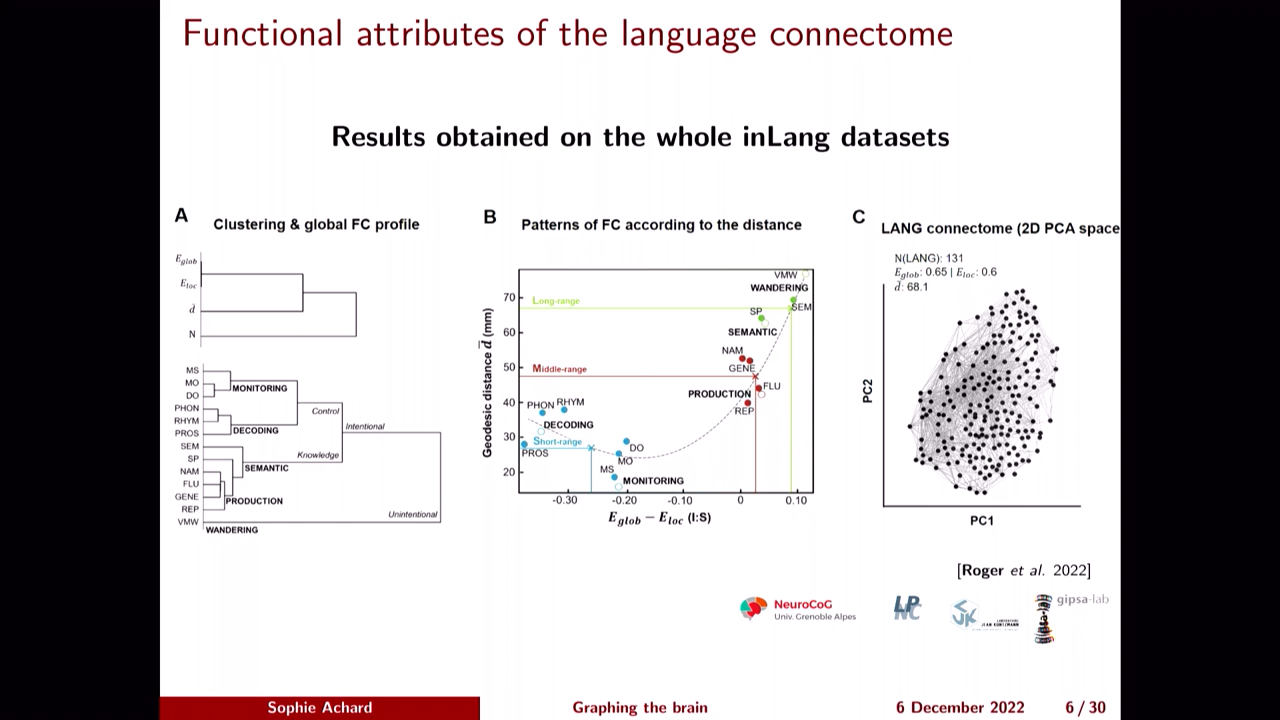 Functional attributes of the language connectome
Results obtained on the whole inLang datasets
A
Clustering & global FC profile
E_glob
E_loc
d̄
N
MS
MO
DO
PHON
RHYM
PROS
SEM
SP
NAM
FLU
GENE
REP
VMW
MONITORING
DECODING
SEMANTIC
PRODUCTION
WANDERING
Control
Knowledge
Intentional
Unintentional
B
Patterns of FC according to the distance
Geodesic distance d̄ (mm)
70
60
50
40
30
20
Long-range
Middle-range
Short-range
VMW
WANDERING
SEM
SP
SEMANTIC
NAM
GENE
FLU
PRODUCTION
REP
PHON RHYM
DECODING
PROS
DO
MO
MS
MONITORING
-0.30 -0.20 -0.10 0 0.10
E_glob − E_loc (I:S)
C
LANG connectome (2D PCA space
N(LANG): 131
E_glob: 0.65 | E_loc: 0.6
d̄: 68.1
PC2
PC1
[Roger et al. 2022]
NeuroCoG
Univ. Grenoble Alpes
LPNC
LJK
gipsa-lab
Sophie Achard
Graphing the brain
6 December 2022
6 / 30